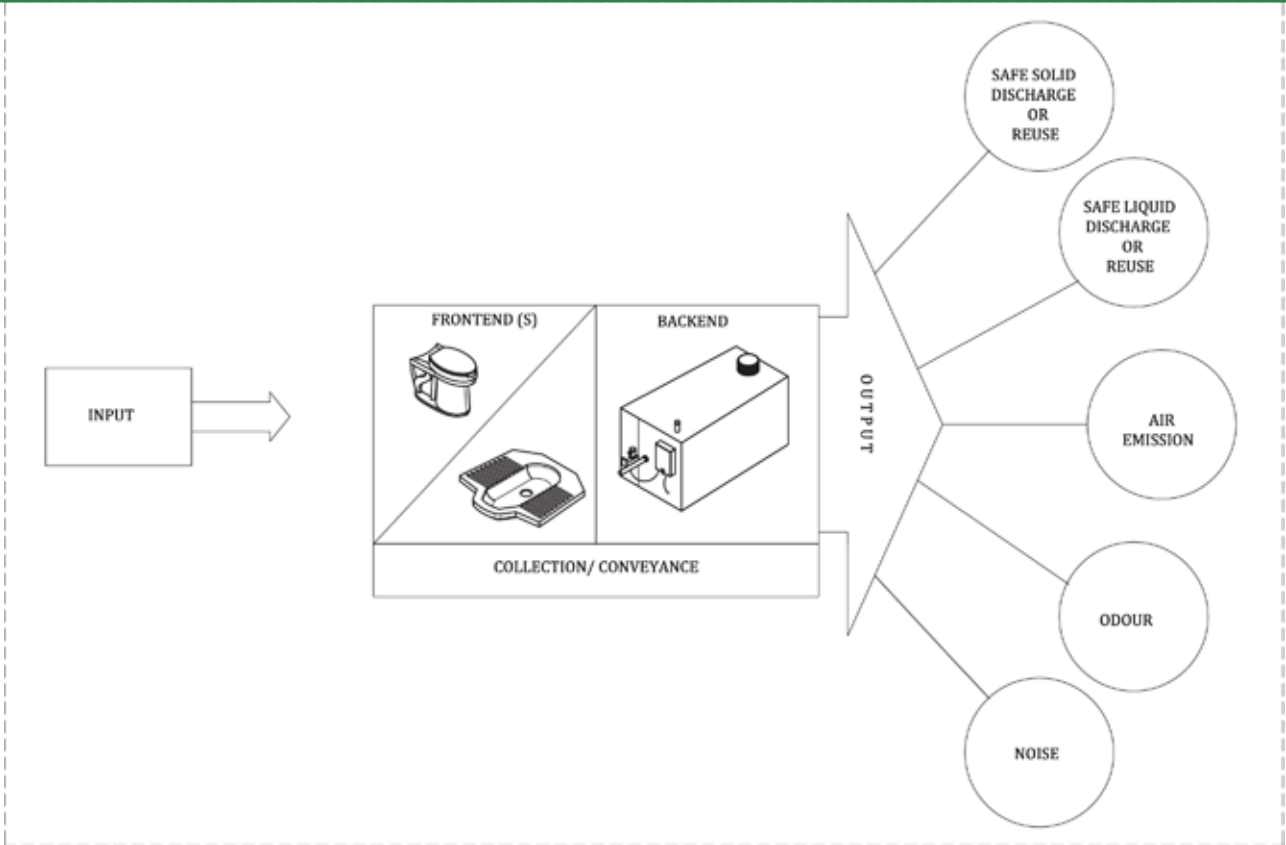 INPUT
FRONTEND (S)
BACKEND
COLLECTION/ CONVEYANCE
OUTPUT
SAFE SOLID
DISCHARGE
OR
REUSE
SAFE LIQUID
DISCHARGE
OR
REUSE
AIR
EMISSION
ODOUR
NOISE